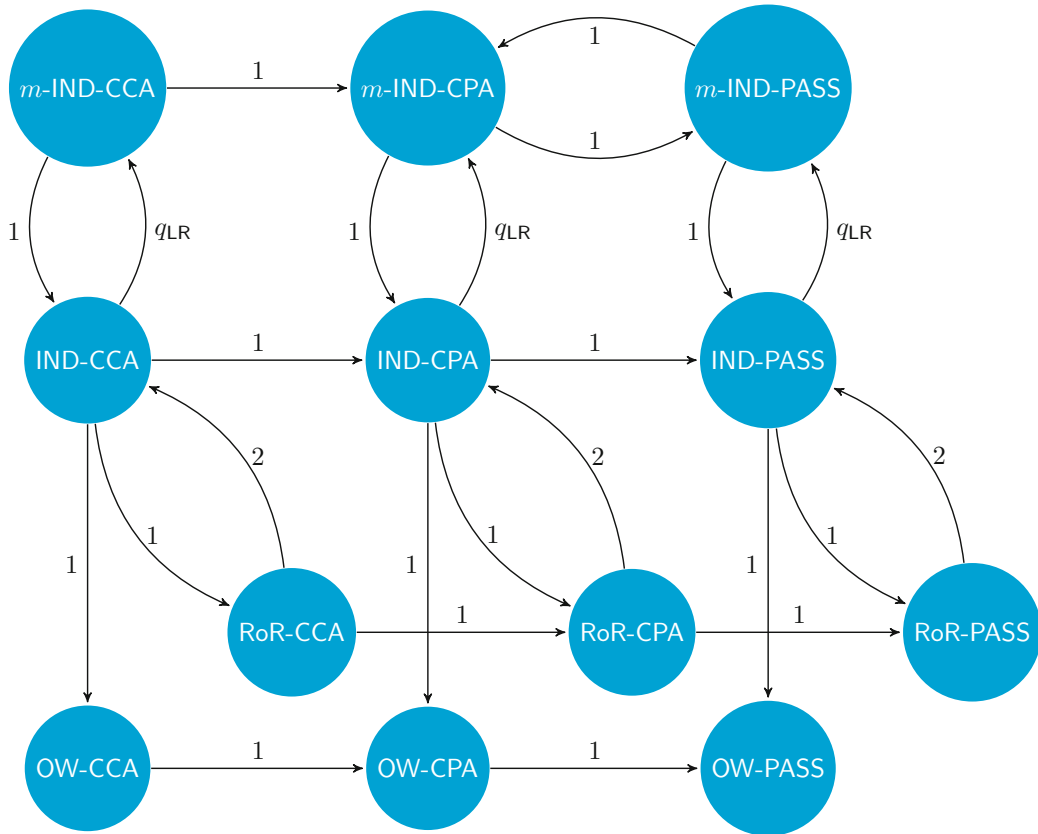 1
m-IND-CCA
1
m-IND-CPA
m-IND-PASS
1
1
qLR
1
qLR
1
qLR
IND-CCA
1
IND-CPA
1
IND-PASS
2
2
2
1
1
1
1
1
1
RoR-CCA
1
RoR-CPA
1
RoR-PASS
OW-CCA
1
OW-CPA
1
OW-PASS